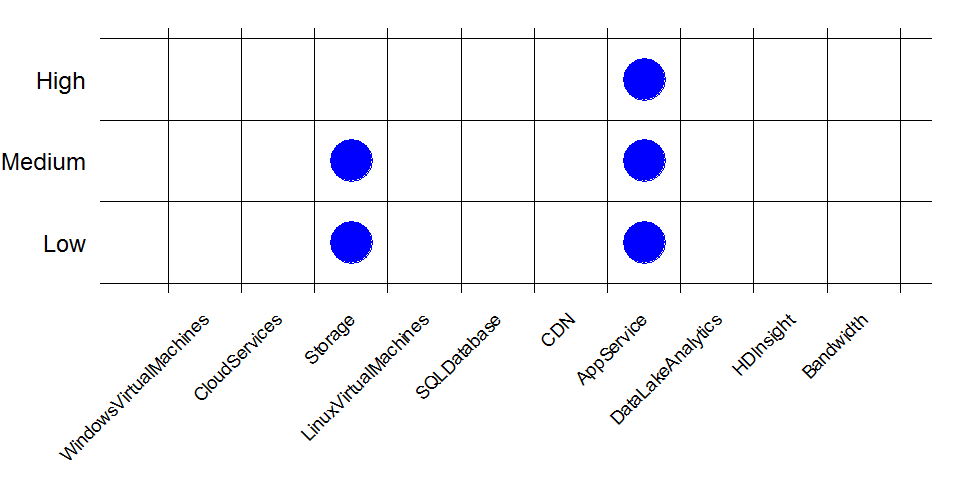 High
Medium
Low
WindowsVirtualMachines
CloudServices
Storage
LinuxVirtualMachines
SQLDatabase
CDN
AppService
DataLakeAnalytics
HDInsight
Bandwidth